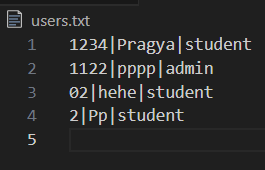 users.txt
1 1234|Pragya|student
2 1122|pppp|admin
3 02|hehe|student
4 2|Pp|student
5